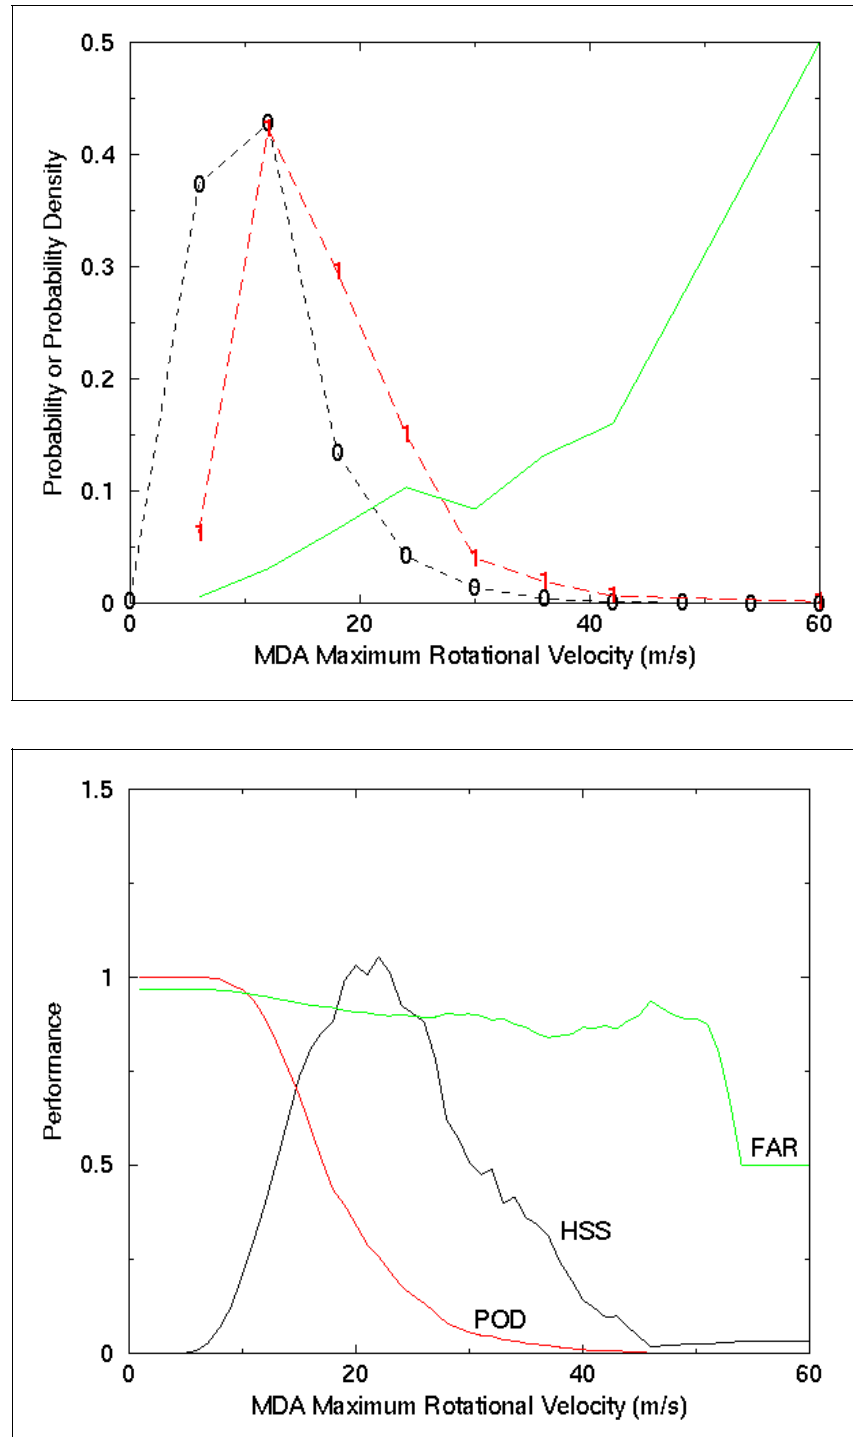 0.5
0.4
0.3
0.2
0.1
0
Probability or Probability Density
0 0 0 0 0 0 0 0 0 0 0
1 1 1 1 1 1 1 1
0 20 40 60
MDA Maximum Rotational Velocity (m/s)
1.5
1
0.5
0
Performance
FAR
HSS
POD
0 20 40 60
MDA Maximum Rotational Velocity (m/s)